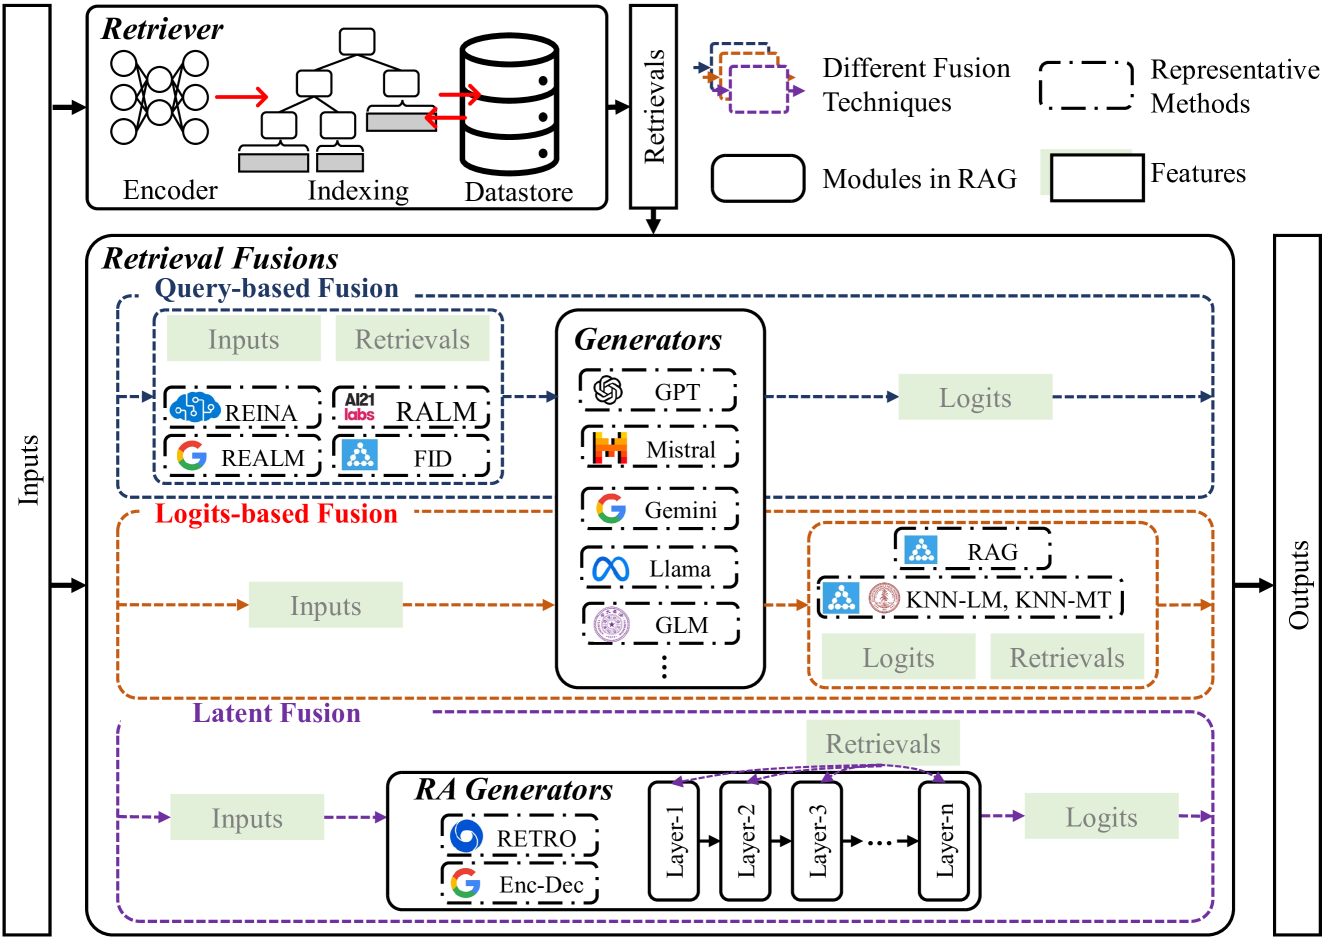 Inputs
Retriever
Encoder
Indexing
Datastore
Retrievals
Different Fusion
Techniques
Representative
Methods
Modules in RAG
Features
Retrieval Fusions
Query-based Fusion
Inputs
Retrievals
REINA
AI21
labs
RALM
REALM
FID
Generators
GPT
Mistral
Gemini
Llama
GLM
Logits
Logits-based Fusion
Inputs
RAG
KNN-LM, KNN-MT
Logits
Retrievals
Latent Fusion
Inputs
RA Generators
RETRO
Enc-Dec
Retrievals
Layer-1
Layer-2
Layer-3
...
Layer-n
Logits
Outputs